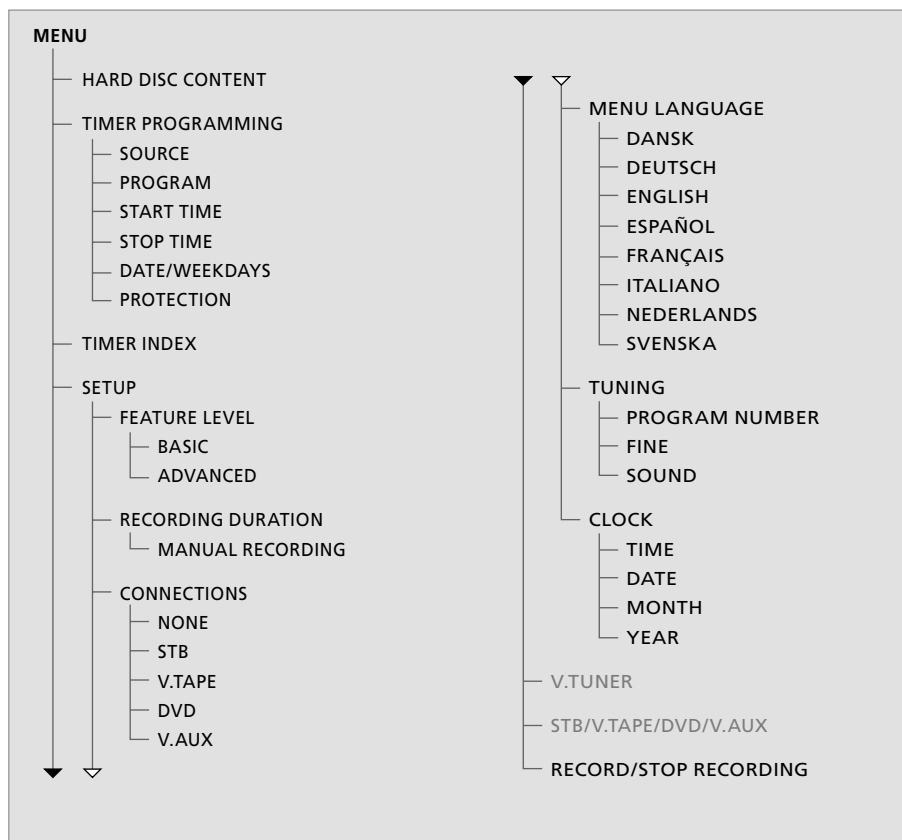 MENU
HARD DISC CONTENT
TIMER PROGRAMMING
SOURCE
PROGRAM
START TIME
STOP TIME
DATE/WEEKDAYS
PROTECTION
TIMER INDEX
SETUP
FEATURE LEVEL
BASIC
ADVANCED
RECORDING DURATION
MANUAL RECORDING
CONNECTIONS
NONE
STB
V.TAPE
DVD
V.AUX
MENU LANGUAGE
DANSK
DEUTSCH
ENGLISH
ESPAÑOL
FRANÇAIS
ITALIANO
NEDERLANDS
SVENSKA
TUNING
PROGRAM NUMBER
FINE
SOUND
CLOCK
TIME
DATE
MONTH
YEAR
V.TUNER
STB/V.TAPE/DVD/V.AUX
RECORD/STOP RECORDING